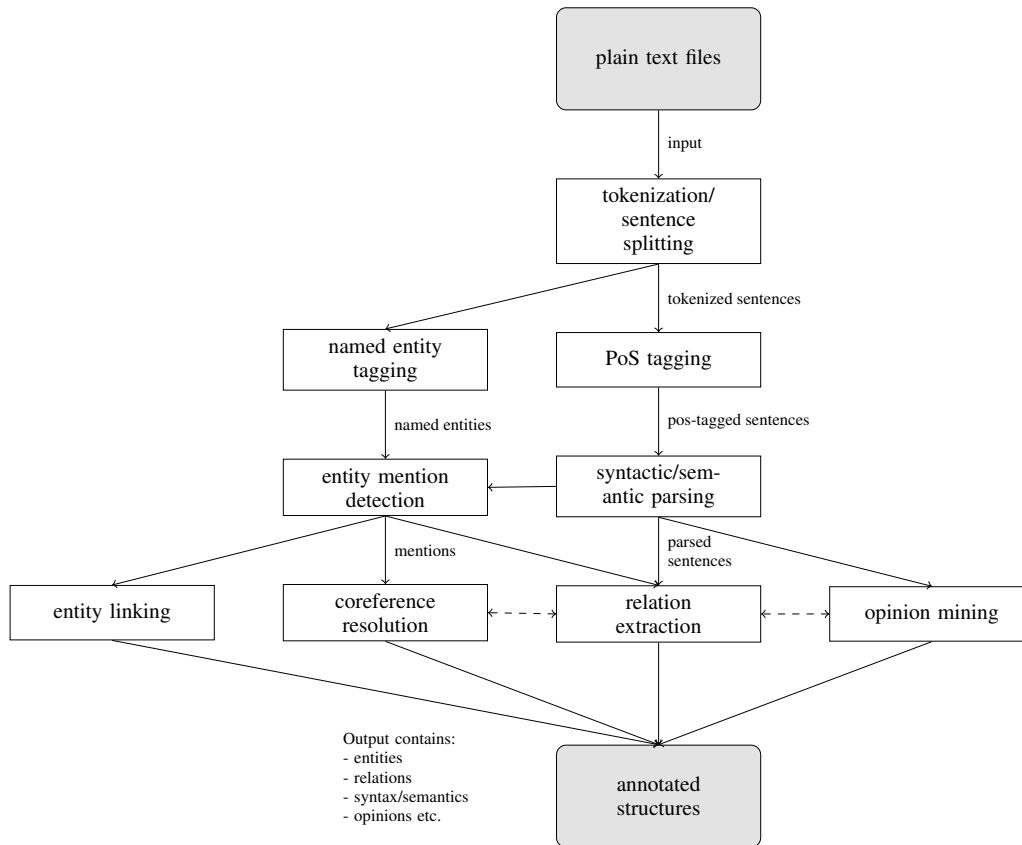 plain text files
input
tokenization/
sentence
splitting
tokenized sentences
named entity
tagging
PoS tagging
named entities
pos-tagged sentences
entity mention
detection
syntactic/sem-
antic parsing
mentions
parsed
sentences
entity linking
coreference
resolution
relation
extraction
opinion mining
Output contains:
- entities
- relations
- syntax/semantics
- opinions etc.
annotated
structures